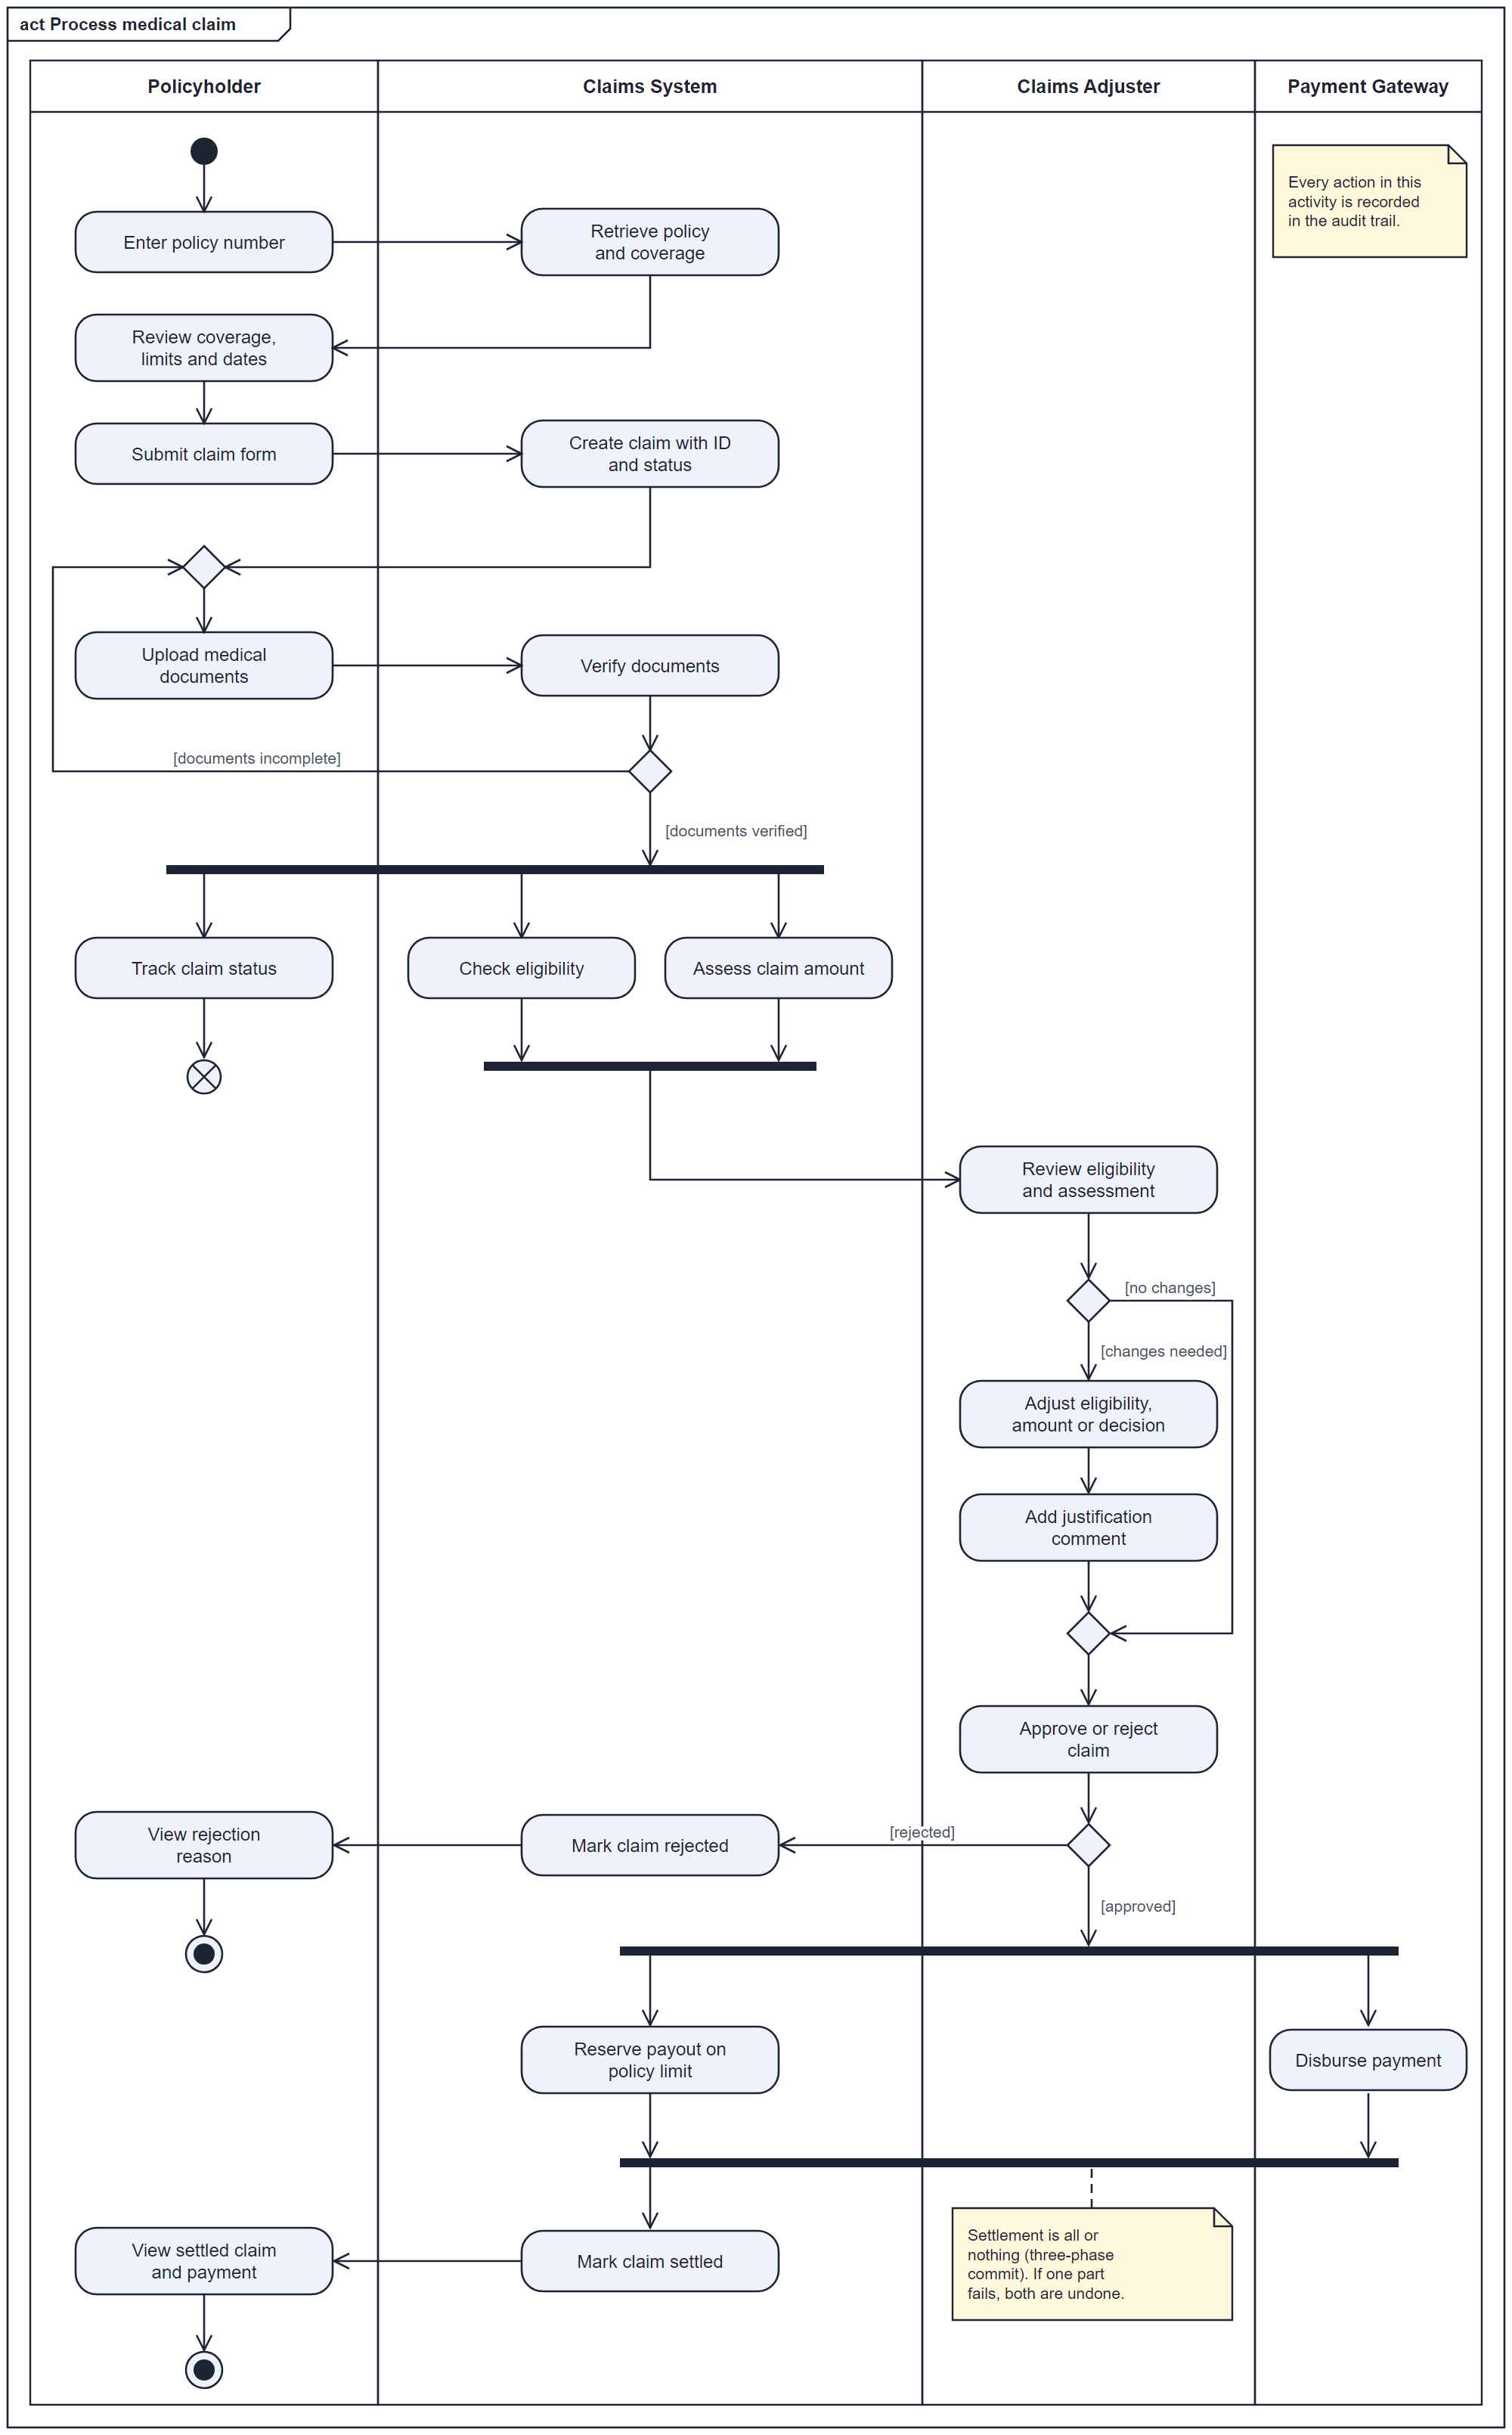 act Process medical claim
Policyholder
Claims System
Claims Adjuster
Payment Gateway
Every action in this
activity is recorded
in the audit trail.
Enter policy number
Retrieve policy
and coverage
Review coverage,
limits and dates
Submit claim form
Create claim with ID
and status
Upload medical
documents
Verify documents
[documents incomplete]
[documents verified]
Track claim status
Check eligibility
Assess claim amount
Review eligibility
and assessment
[no changes]
[changes needed]
Adjust eligibility,
amount or decision
Add justification
comment
Approve or reject
claim
View rejection
reason
Mark claim rejected
[rejected]
[approved]
Reserve payout on
policy limit
Disburse payment
View settled claim
and payment
Mark claim settled
Settlement is all or
nothing (three-phase
commit). If one part
fails, both are undone.